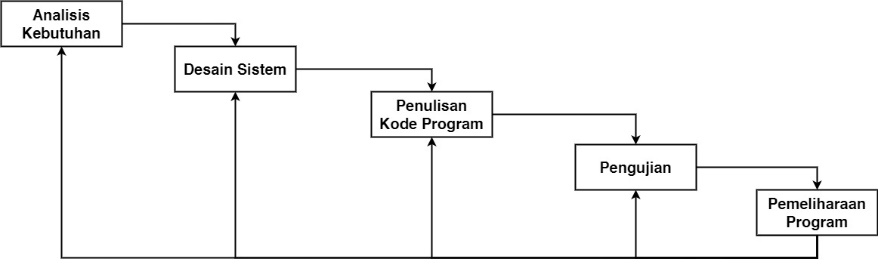 Analisis
Kebutuhan
Desain Sistem
Penulisan
Kode Program
Pengujian
Pemeliharaan
Program